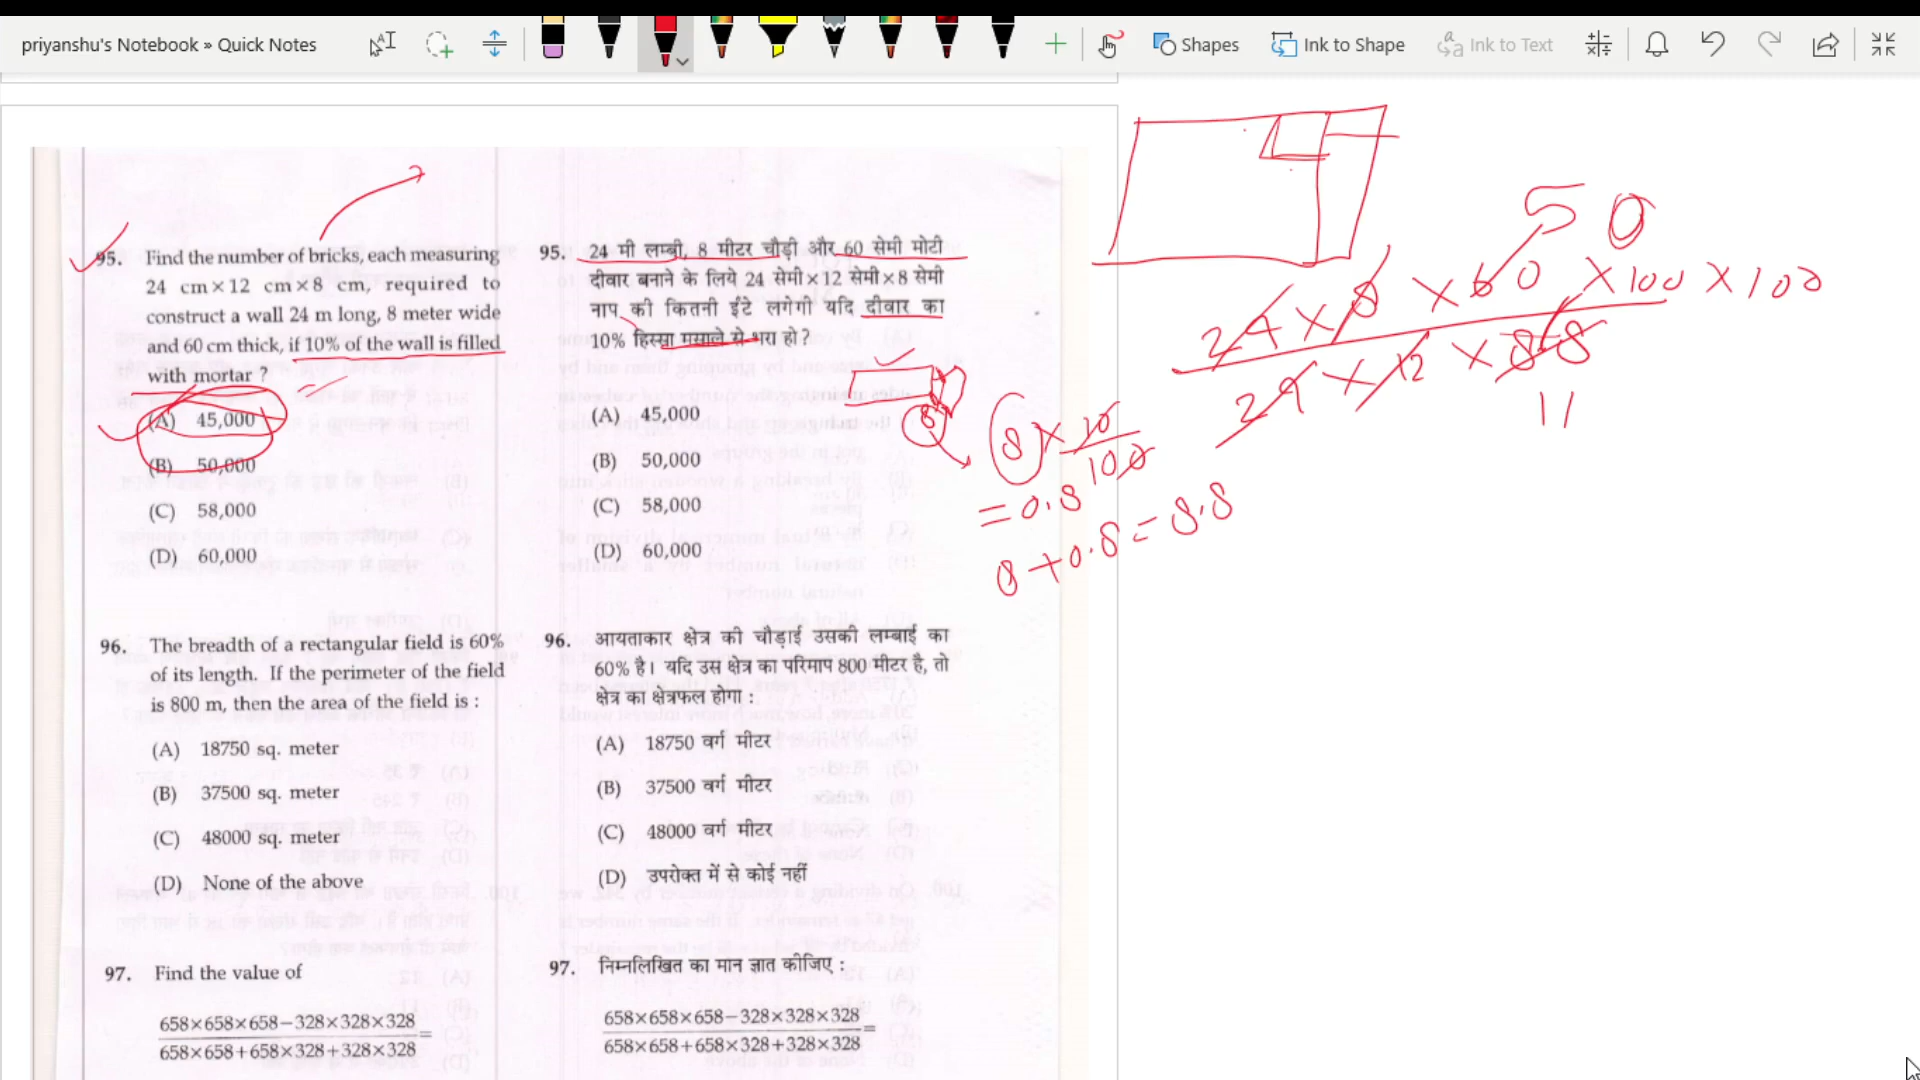 priyanshu's Notebook » Quick Notes
Shapes
Ink to Shape
Ink to Text
95. Find the number of bricks, each measuring
24 cm×12 cm×8 cm, required to
construct a wall 24 m long, 8 meter wide
and 60 cm thick, if 10% of the wall is filled
with mortar ?
(A) 45,000
(B) 50,000
(C) 58,000
(D) 60,000
95. 24 मी लम्बी, 8 मीटर चौड़ी और 60 सेमी मोटी
दीवार बनाने के लिये 24 सेमी×12 सेमी×8 सेमी
नाप की कितनी ईंटे लगेगी यदि दीवार का
10% हिस्सा मसाले से भरा हो?
(A) 45,000
(B) 50,000
(C) 58,000
(D) 60,000
5 0
24 × 8 × 60 × 100 × 100
24 × 12 × 8.8
11
8
8 × 10
100
= 0.8
8 + 0.8 = 8.8
96. The breadth of a rectangular field is 60%
of its length. If the perimeter of the field
is 800 m, then the area of the field is :
(A) 18750 sq. meter
(B) 37500 sq. meter
(C) 48000 sq. meter
(D) None of the above
96. आयताकार क्षेत्र की चौड़ाई उसकी लम्बाई का
60% है। यदि उस क्षेत्र का परिमाप 800 मीटर है, तो
क्षेत्र का क्षेत्रफल होगा :
(A) 18750 वर्ग मीटर
(B) 37500 वर्ग मीटर
(C) 48000 वर्ग मीटर
(D) उपरोक्त में से कोई नहीं
97. Find the value of
658×658×658−328×328×328
658×658+658×328+328×328
=
97. निम्नलिखित का मान ज्ञात कीजिए :
658×658×658−328×328×328
658×658+658×328+328×328
=